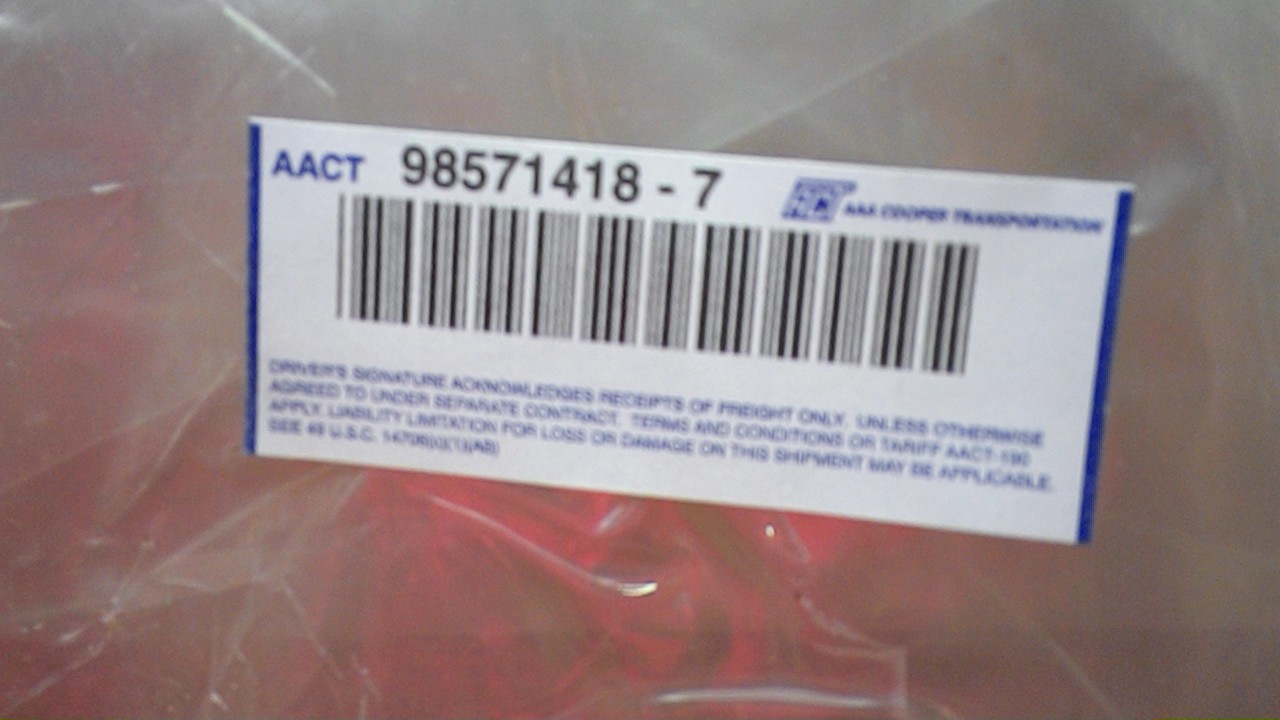 AACT 98571418 - 7 AAA COOPER TRANSPORTATION
DRIVER'S SIGNATURE ACKNOWLEDGES RECEIPTS OF FREIGHT ONLY. UNLESS OTHERWISE
AGREED TO UNDER SEPARATE CONTRACT. TERMS AND CONDITIONS OR TARIFF AACT-190
APPLY. LIABILITY LIMITATION FOR LOSS OR DAMAGE ON THIS SHIPMENT MAY BE APPLICABLE.
SEE 49 U.S.C.